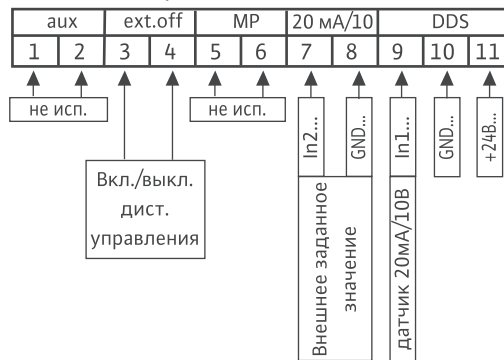 aux ext.off MP 20 мА/10 DDS
1 2 3 4 5 6 7 8 9 10 11
не исп. не исп.
In2... GND... In1... GND... +24В...
Вкл./выкл.
дист.
управления
Внешнее заданное
значение
датчик 20мА/10В